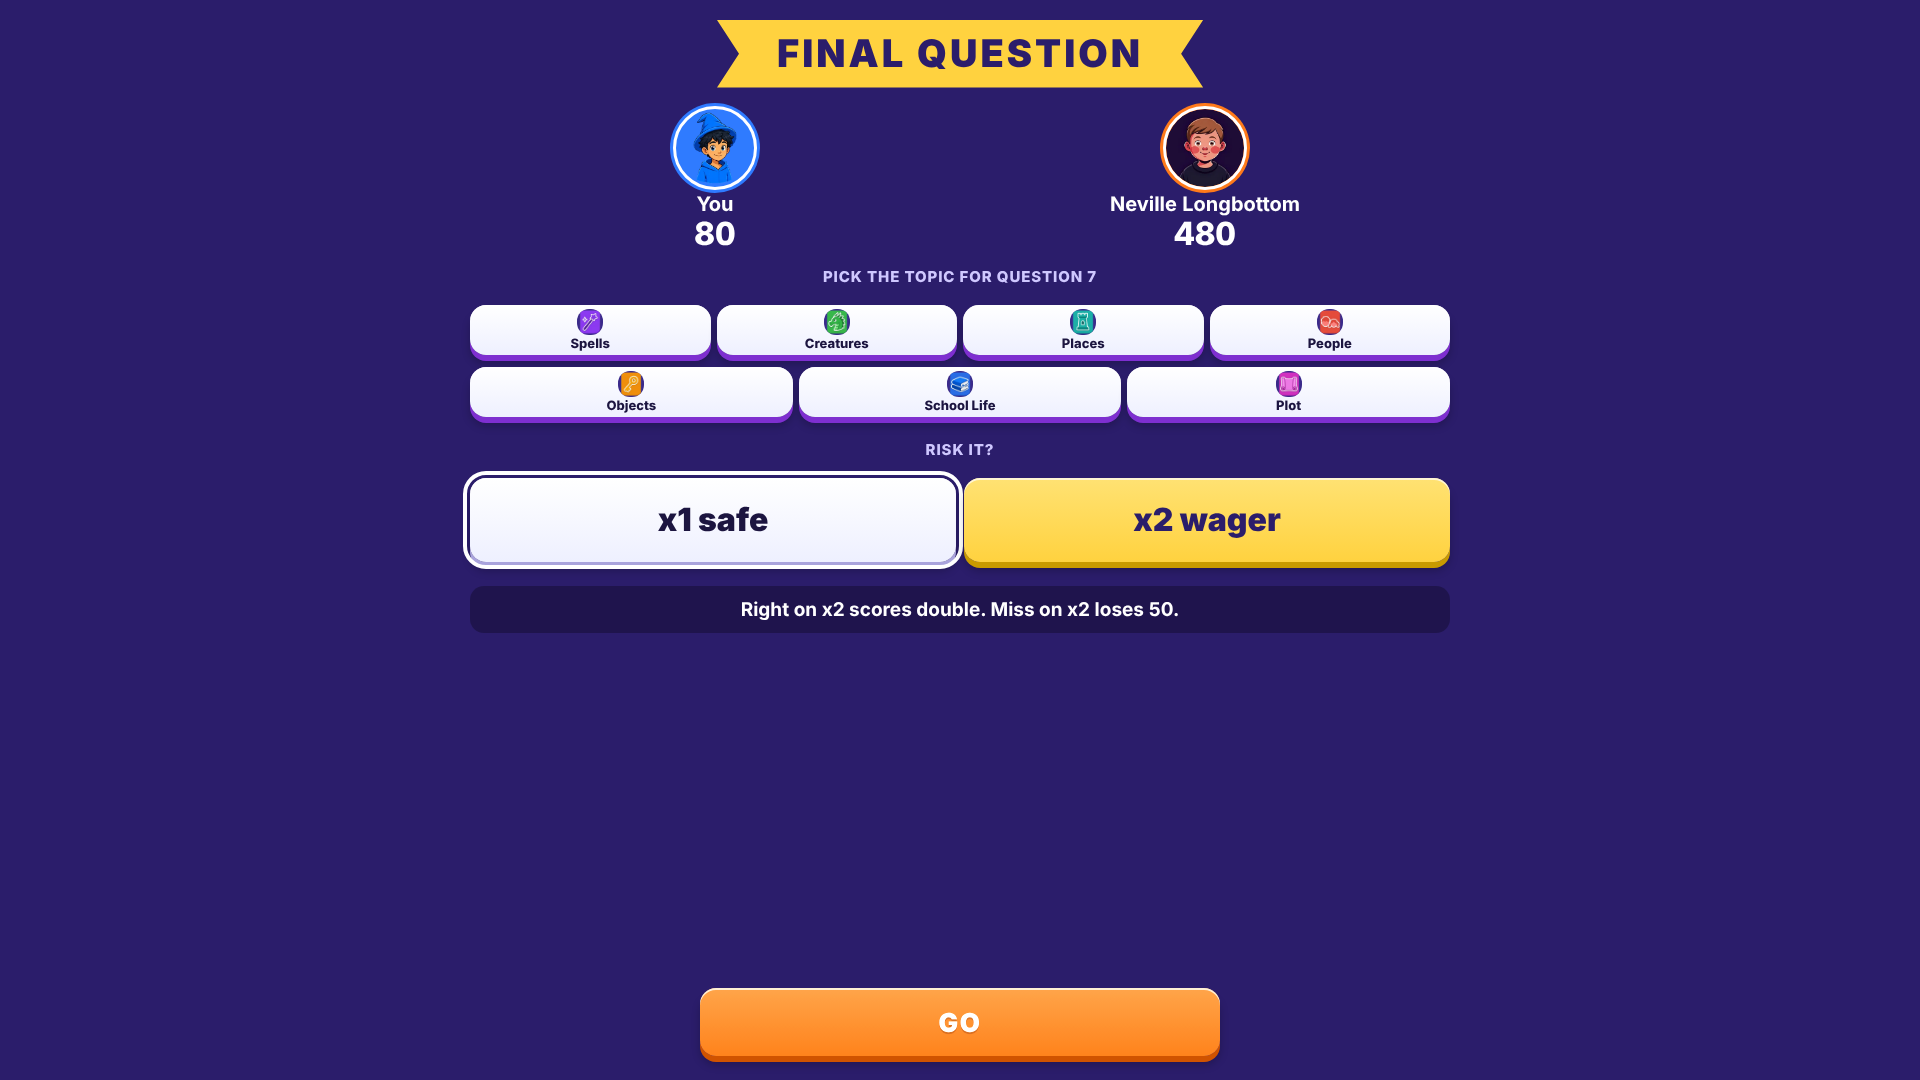 FINAL QUESTION
You
80
Neville Longbottom
480
PICK THE TOPIC FOR QUESTION 7
Spells
Creatures
Places
People
Objects
School Life
Plot
RISK IT?
x1 safe
x2 wager
Right on x2 scores double. Miss on x2 loses 50.
GO